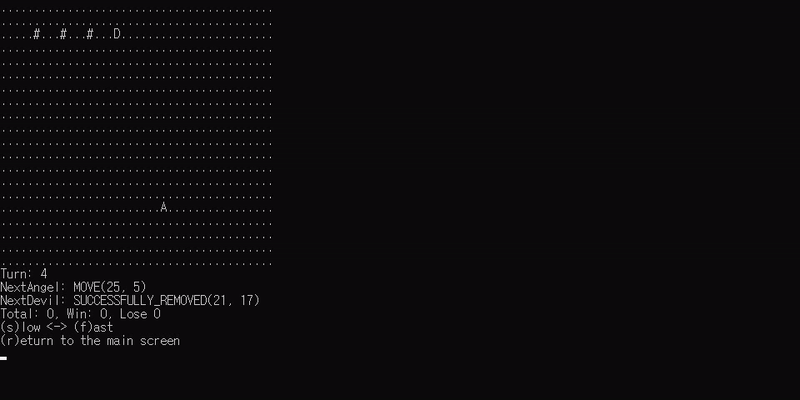 .........................................
.........................................
.....#...#...#...D.......................
.........................................
.........................................
.........................................
.........................................
.........................................
.........................................
.........................................
.........................................
.........................................
.........................................
.........................................
.........................................
........................A................
.........................................
.........................................
.........................................
.........................................
Turn: 4
NextAngel: MOVE(25, 5)
NextDevil: SUCCESSFULLY_REMOVED(21, 17)
Total: 0, Win: 0, Lose 0
(s)low <-> (f)ast
(r)eturn to the main screen